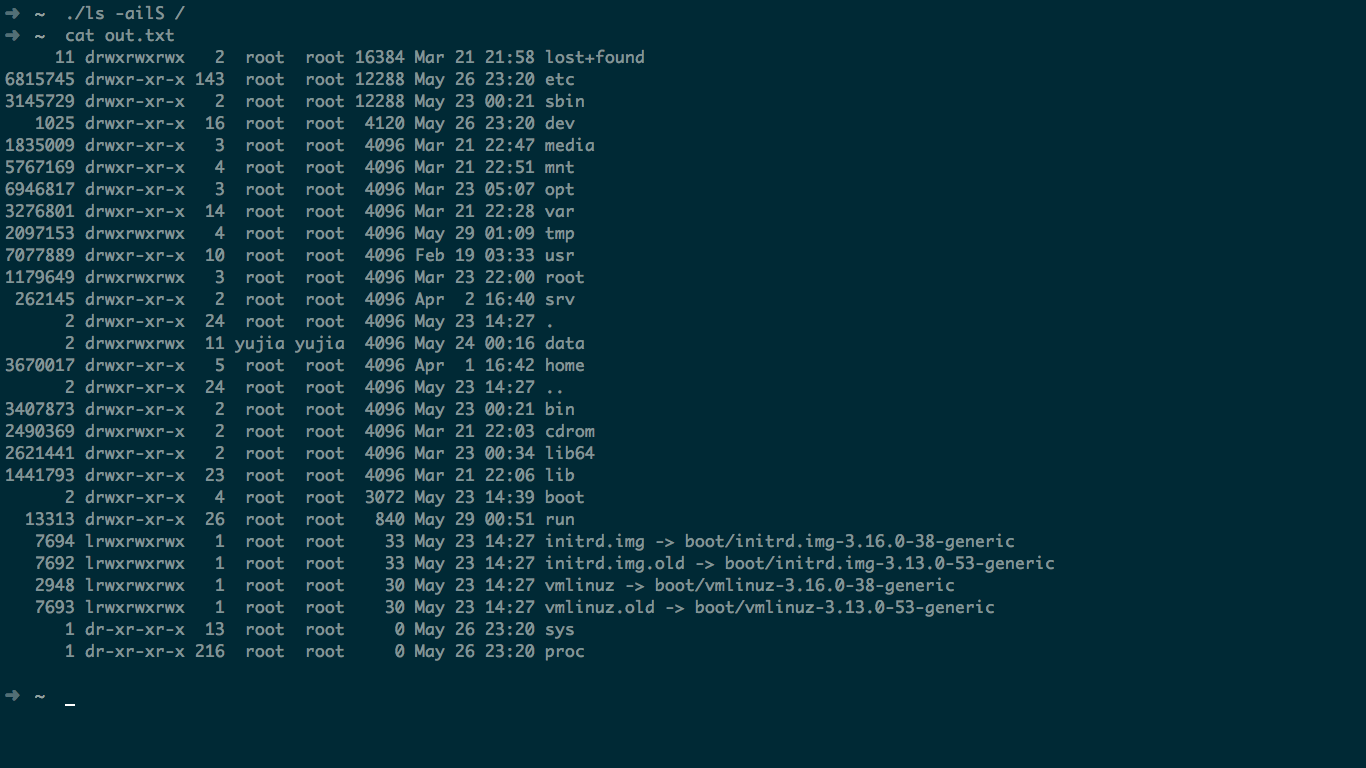 ➜  ~  ./ls -ailS /
➜  ~  cat out.txt
     11 drwxrwxrwx   2  root  root 16384 Mar 21 21:58 lost+found
6815745 drwxr-xr-x 143  root  root 12288 May 26 23:20 etc
3145729 drwxr-xr-x   2  root  root 12288 May 23 00:21 sbin
   1025 drwxr-xr-x  16  root  root  4120 May 26 23:20 dev
1835009 drwxr-xr-x   3  root  root  4096 Mar 21 22:47 media
5767169 drwxr-xr-x   4  root  root  4096 Mar 21 22:51 mnt
6946817 drwxr-xr-x   3  root  root  4096 Mar 23 05:07 opt
3276801 drwxr-xr-x  14  root  root  4096 Mar 21 22:28 var
2097153 drwxrwxrwx   4  root  root  4096 May 29 01:09 tmp
7077889 drwxr-xr-x  10  root  root  4096 Feb 19 03:33 usr
1179649 drwxrwxrwx   3  root  root  4096 Mar 23 22:00 root
 262145 drwxr-xr-x   2  root  root  4096 Apr  2 16:40 srv
      2 drwxr-xr-x  24  root  root  4096 May 23 14:27 .
      2 drwxrwxrwx  11 yujia yujia  4096 May 24 00:16 data
3670017 drwxr-xr-x   5  root  root  4096 Apr  1 16:42 home
      2 drwxr-xr-x  24  root  root  4096 May 23 14:27 ..
3407873 drwxr-xr-x   2  root  root  4096 May 23 00:21 bin
2490369 drwxrwxr-x   2  root  root  4096 Mar 21 22:03 cdrom
2621441 drwxr-xr-x   2  root  root  4096 Mar 23 00:34 lib64
1441793 drwxr-xr-x  23  root  root  4096 Mar 21 22:06 lib
      2 drwxr-xr-x   4  root  root  3072 May 23 14:39 boot
  13313 drwxr-xr-x  26  root  root   840 May 29 00:51 run
   7694 lrwxrwxrwx   1  root  root    33 May 23 14:27 initrd.img -> boot/initrd.img-3.16.0-38-generic
   7692 lrwxrwxrwx   1  root  root    33 May 23 14:27 initrd.img.old -> boot/initrd.img-3.13.0-53-generic
   2948 lrwxrwxrwx   1  root  root    30 May 23 14:27 vmlinuz -> boot/vmlinuz-3.16.0-38-generic
   7693 lrwxrwxrwx   1  root  root    30 May 23 14:27 vmlinuz.old -> boot/vmlinuz-3.13.0-53-generic
      1 dr-xr-xr-x  13  root  root     0 May 26 23:20 sys
      1 dr-xr-xr-x 216  root  root     0 May 26 23:20 proc
➜  ~  _